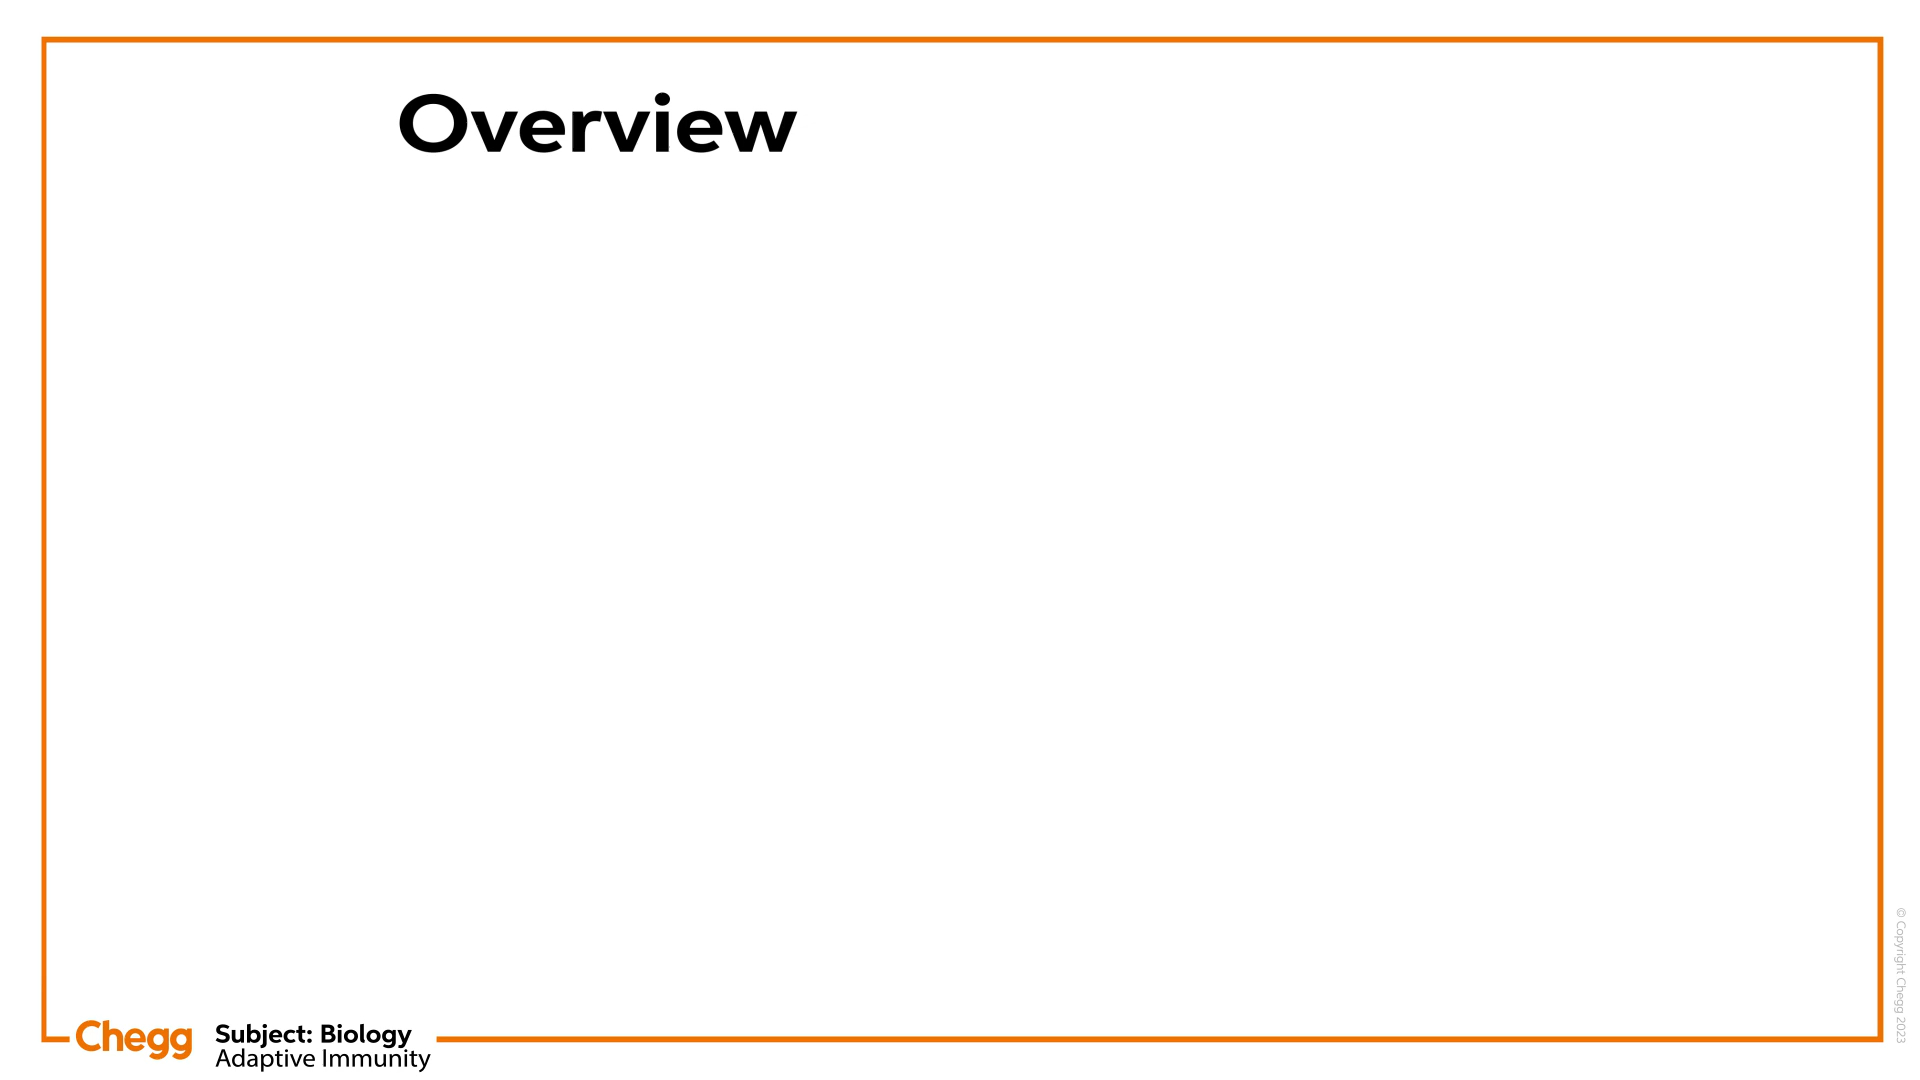 Overview
Chegg
Subject: Biology
Adaptive Immunity
© Copyright Chegg 2023